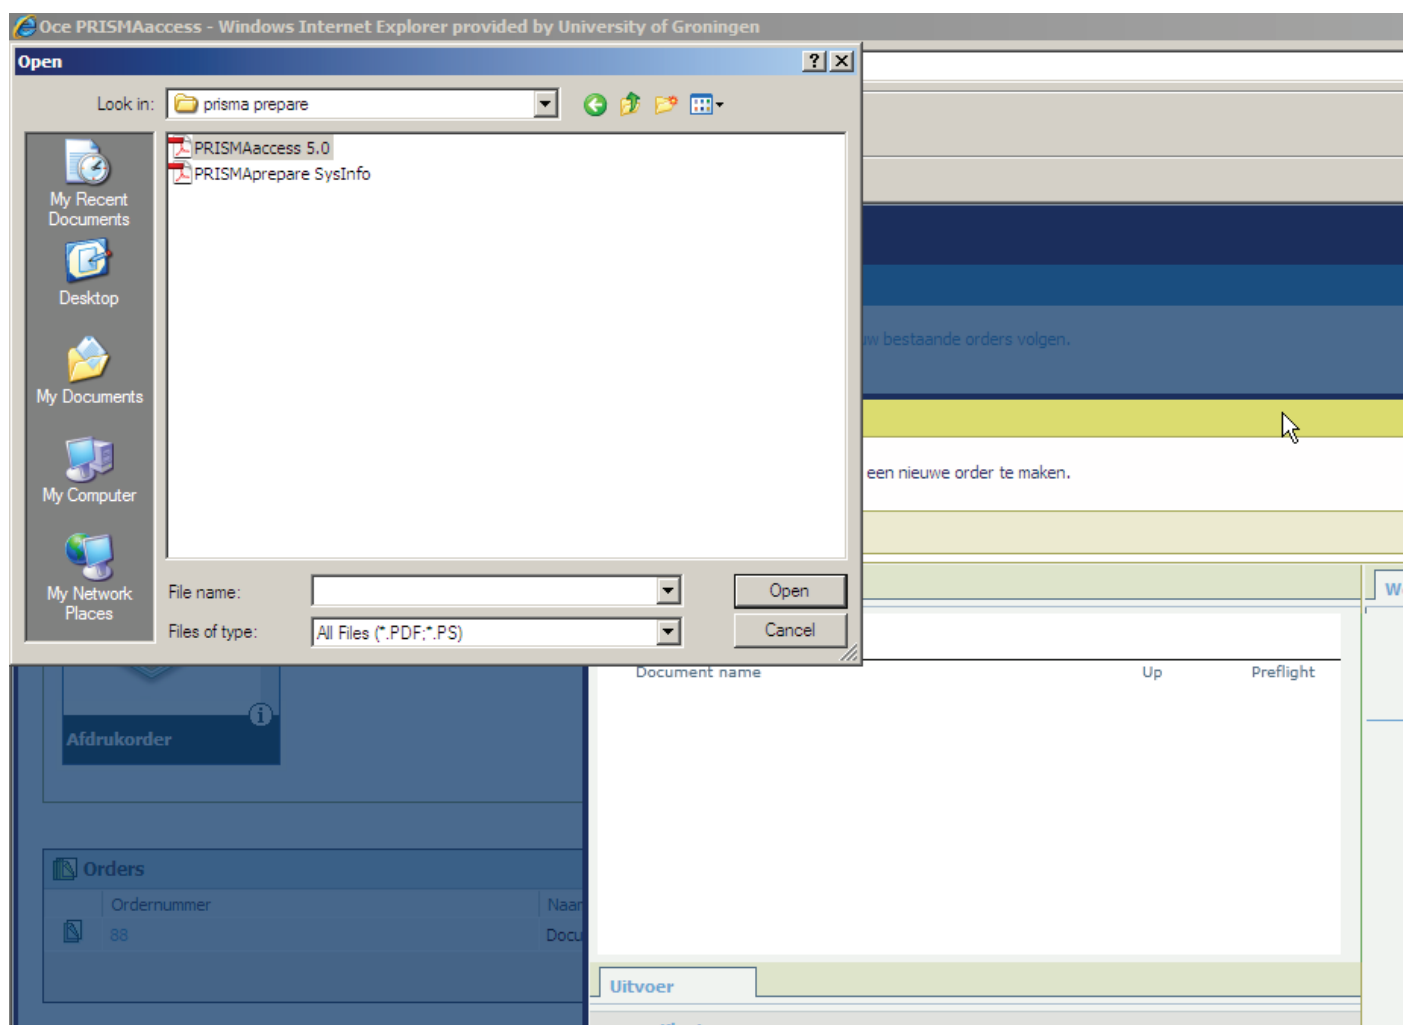 Oce PRISMAaccess - Windows Internet Explorer provided by University of Groningen
Open
Look in:
prisma prepare
PRISMAaccess 5.0
PRISMAprepare SysInfo
My Recent
Documents
Desktop
My Documents
My Computer
My Network
Places
File name:
Open
Files of type:
All Files (*.PDF;*.PS)
Cancel
uw bestaande orders volgen.
een nieuwe order te maken.
Document name
Up
Preflight
Afdrukorder
Orders
Ordernummer
Naar
88
Docu
Uitvoer